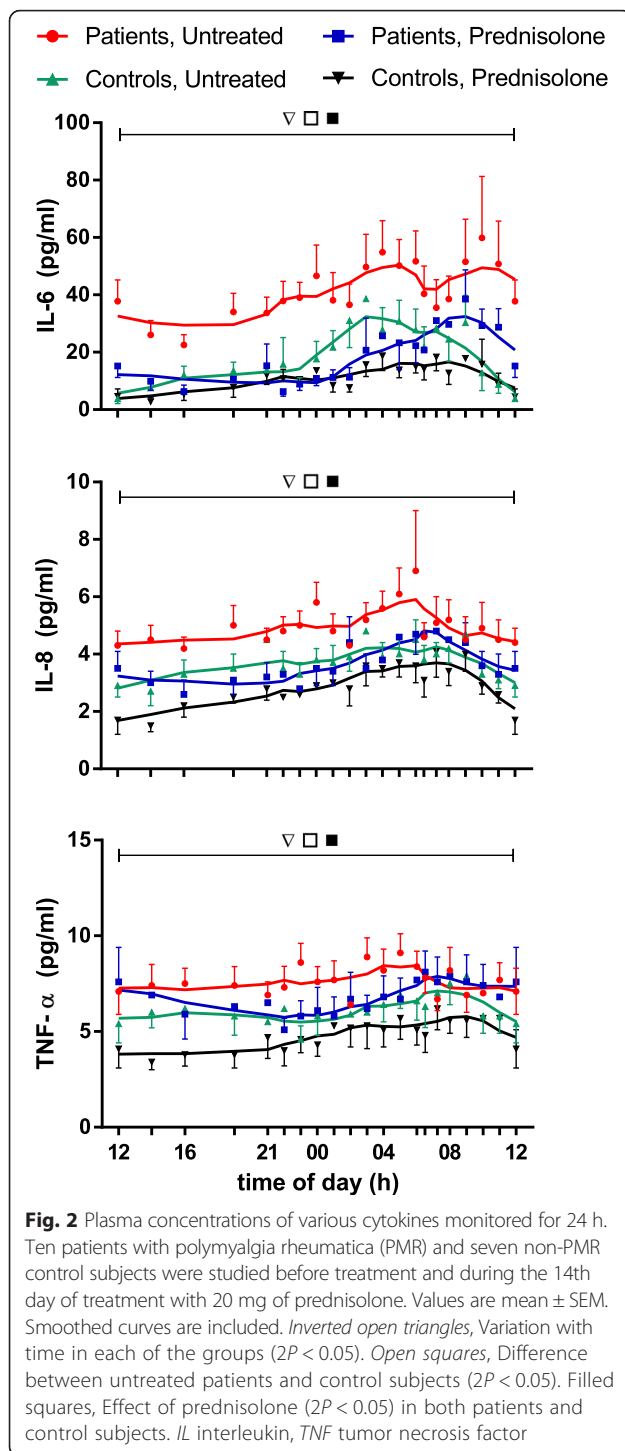 Patients, Untreated
Patients, Prednisolone
Controls, Untreated
Controls, Prednisolone
100
80
60
40
20
0
IL-6 (pg/ml)
10
8
6
4
2
0
IL-8 (pg/ml)
15
10
5
0
TNF- α (pg/ml)
12 16 21 00 04 08 12
time of day (h)
Fig. 2 Plasma concentrations of various cytokines monitored for 24 h.
Ten patients with polymyalgia rheumatica (PMR) and seven non-PMR
control subjects were studied before treatment and during the 14th
day of treatment with 20 mg of prednisolone. Values are mean ± SEM.
Smoothed curves are included. Inverted open triangles, Variation with
time in each of the groups (2P < 0.05). Open squares, Difference
between untreated patients and control subjects (2P < 0.05). Filled
squares, Effect of prednisolone (2P < 0.05) in both patients and
control subjects. IL interleukin, TNF tumor necrosis factor